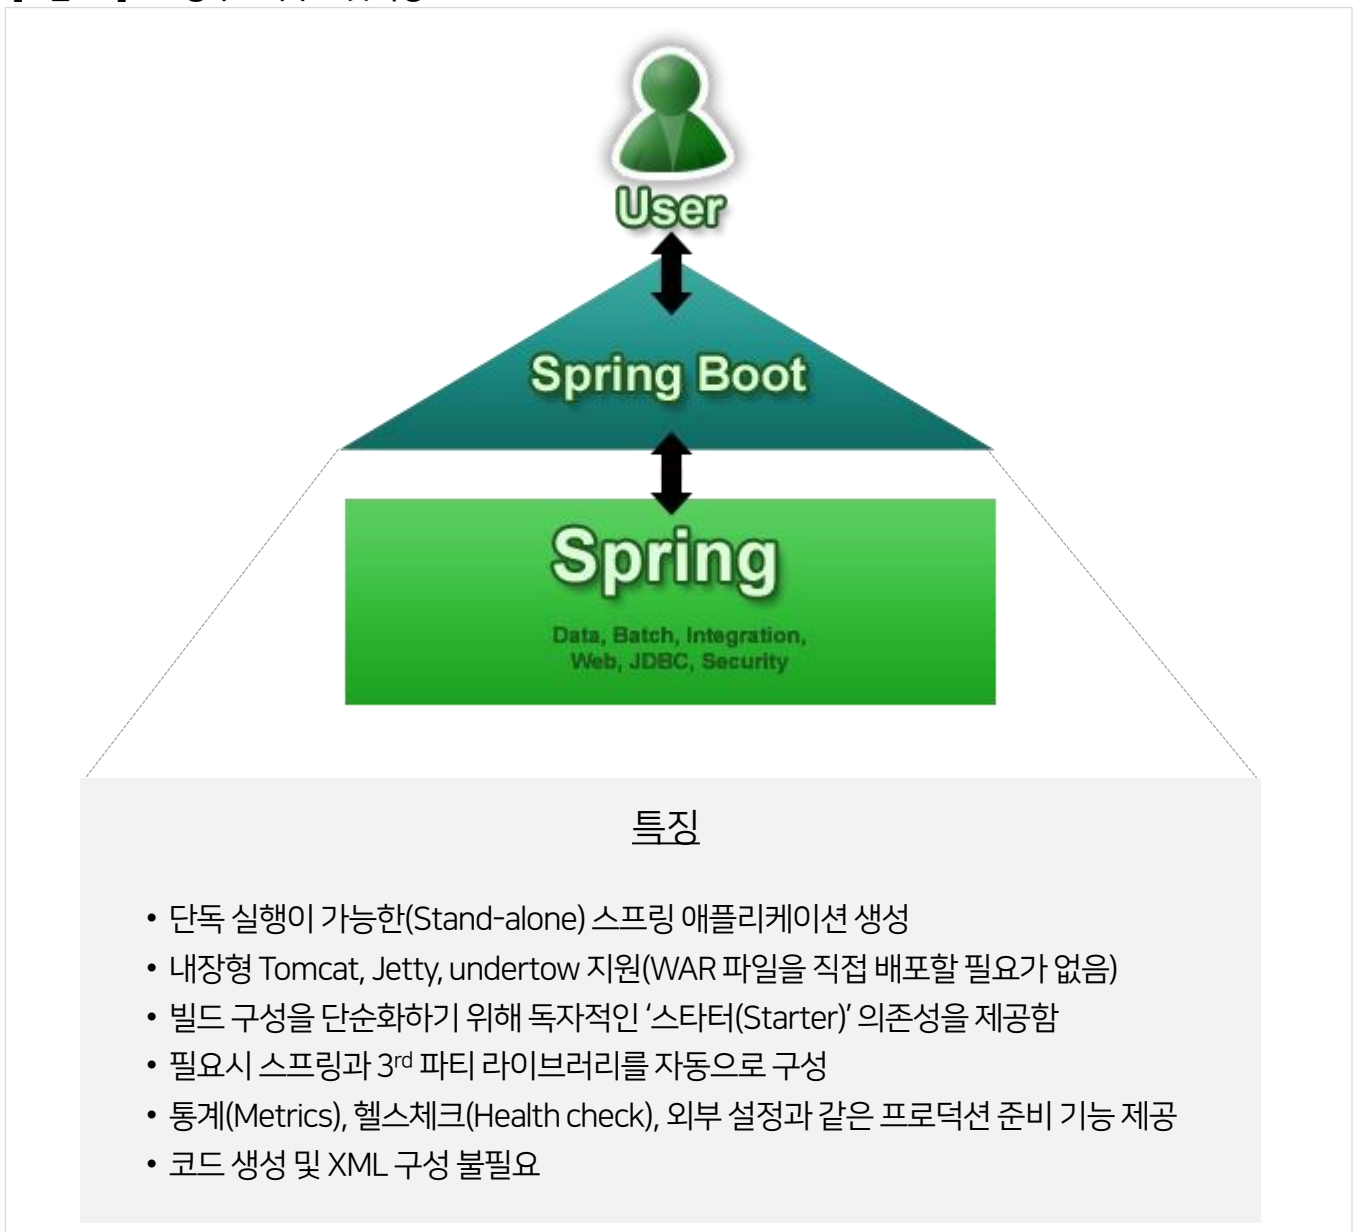 User
Spring Boot
Spring
Data, Batch, Integration,
Web, JDBC, Security
특징
• 단독 실행이 가능한(Stand-alone) 스프링 애플리케이션 생성
• 내장형 Tomcat, Jetty, undertow 지원(WAR 파일을 직접 배포할 필요가 없음)
• 빌드 구성을 단순화하기 위해 독자적인 ‘스타터(Starter)’ 의존성을 제공함
• 필요시 스프링과 3rd 파티 라이브러리를 자동으로 구성
• 통계(Metrics), 헬스체크(Health check), 외부 설정과 같은 프로덕션 준비 기능 제공
• 코드 생성 및 XML 구성 불필요